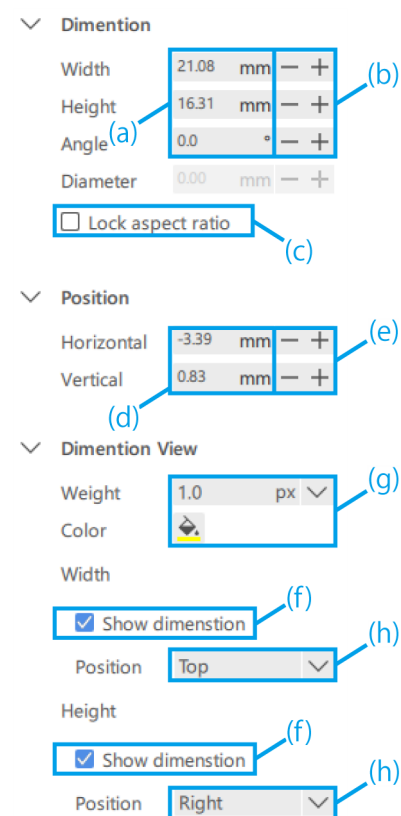 Dimention
Width 21.08 mm − + (b)
Height 16.31 mm − +
(a)
Angle 0.0 ° − +
Diameter 0.00 mm − +
Lock aspect ratio
(c)
Position
Horizontal -3.39 mm − + (e)
Vertical 0.83 mm − +
(d)
Dimention View
Weight 1.0 px (g)
Color
Width
(f)
Show dimenstion
(h)
Position Top
Height
(f)
Show dimenstion
(h)
Position Right